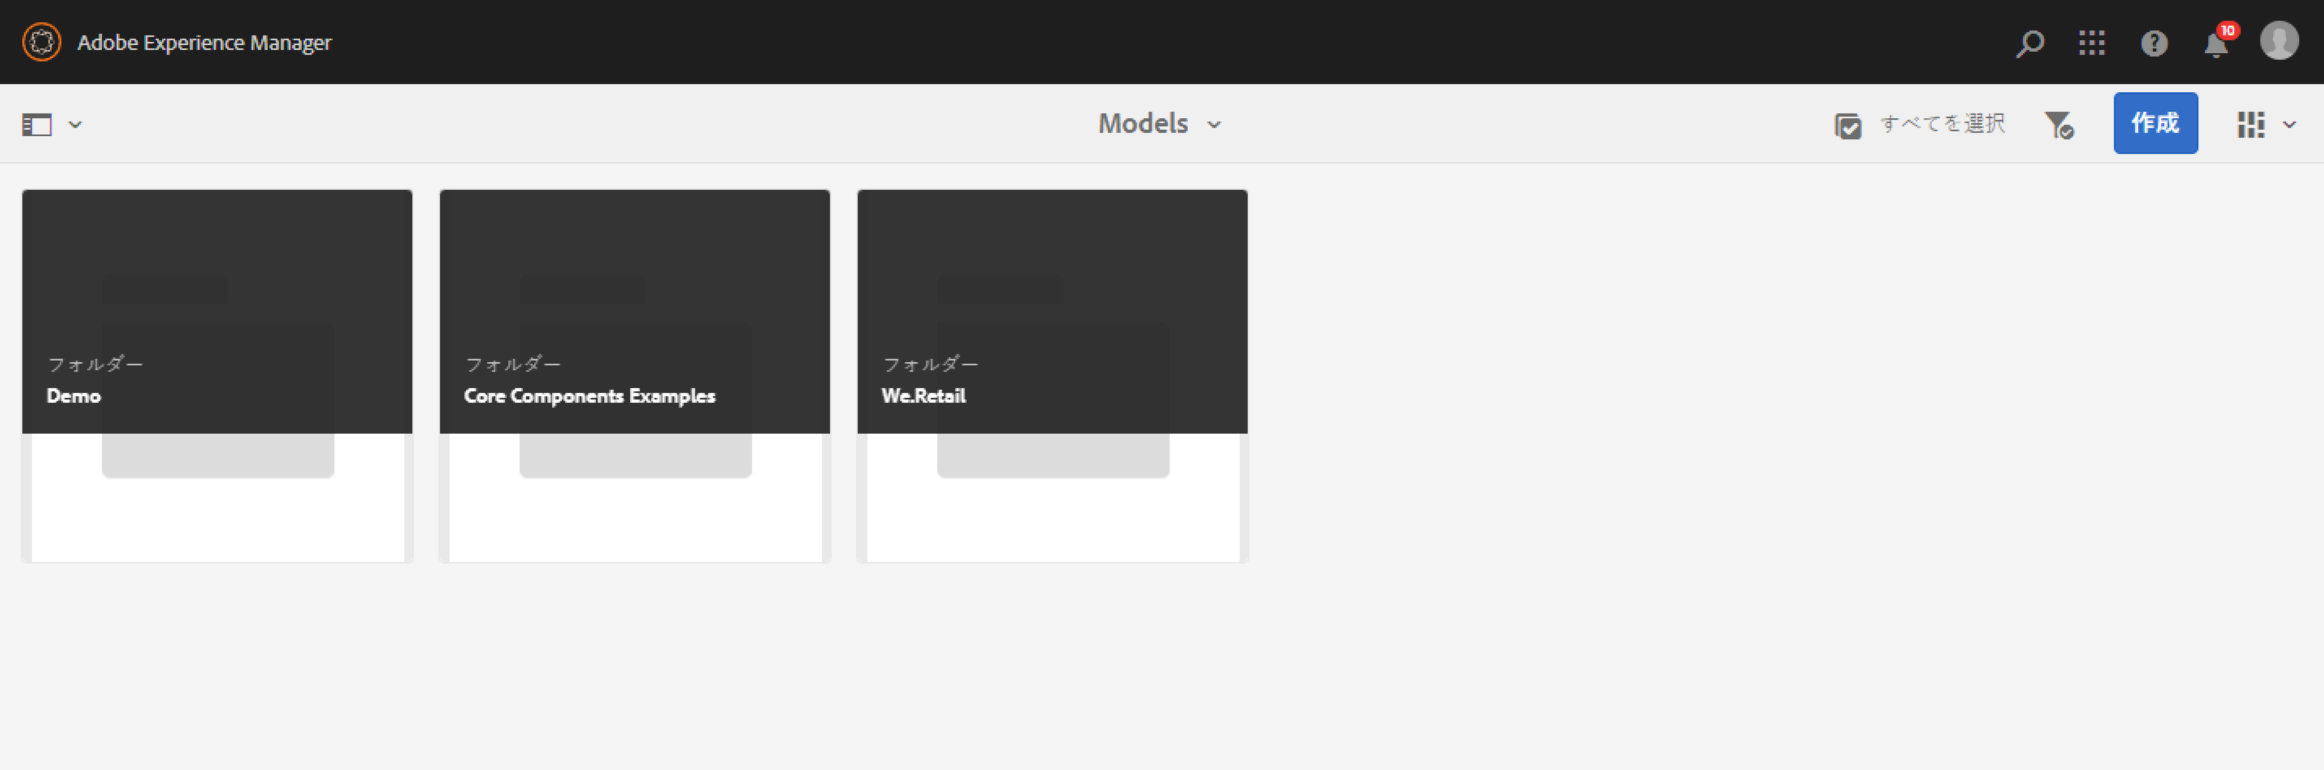 Adobe Experience Manager
10
Models
すべてを選択
作成
フォルダー
Demo
フォルダー
Core Components Examples
フォルダー
We.Retail